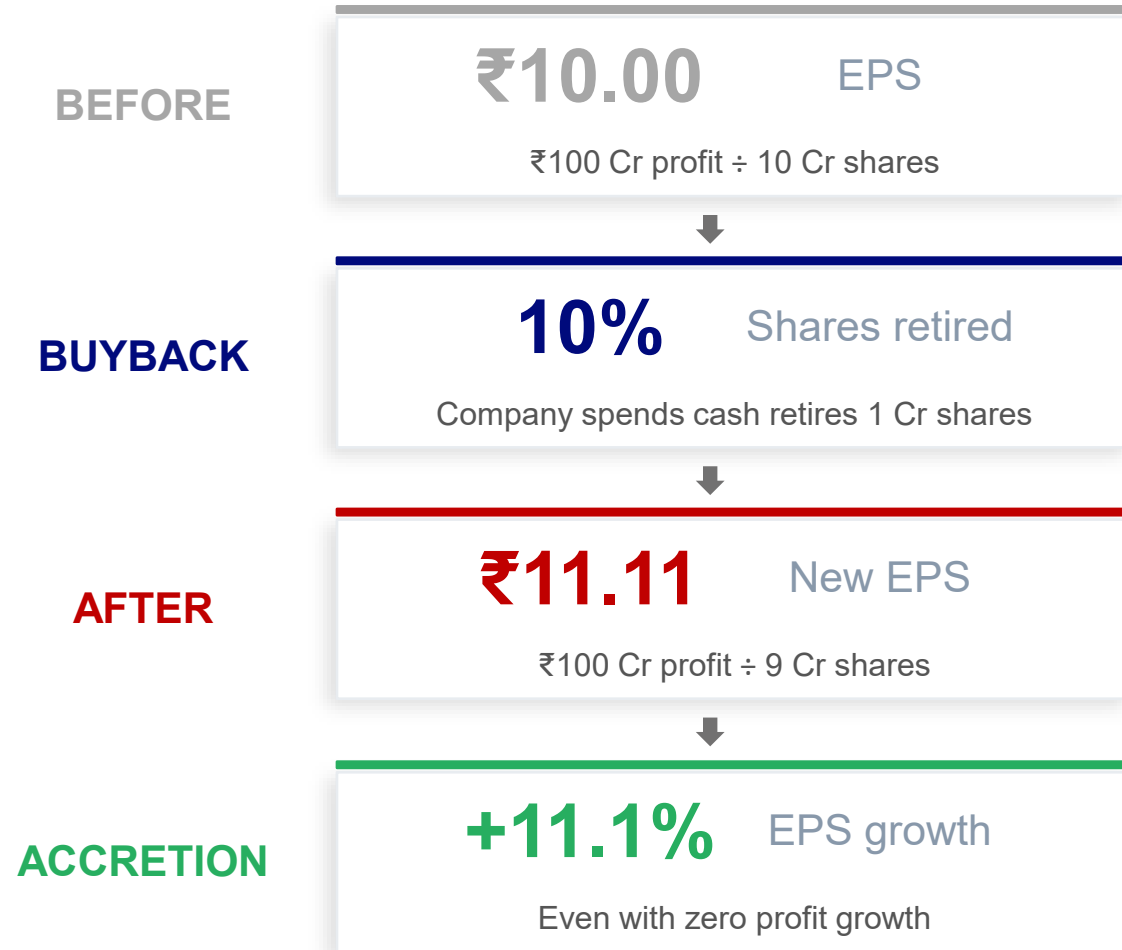 BEFORE
₹10.00 EPS
₹100 Cr profit ÷ 10 Cr shares
BUYBACK
10% Shares retired
Company spends cash retires 1 Cr shares
AFTER
₹11.11 New EPS
₹100 Cr profit ÷ 9 Cr shares
ACCRETION
+11.1% EPS growth
Even with zero profit growth